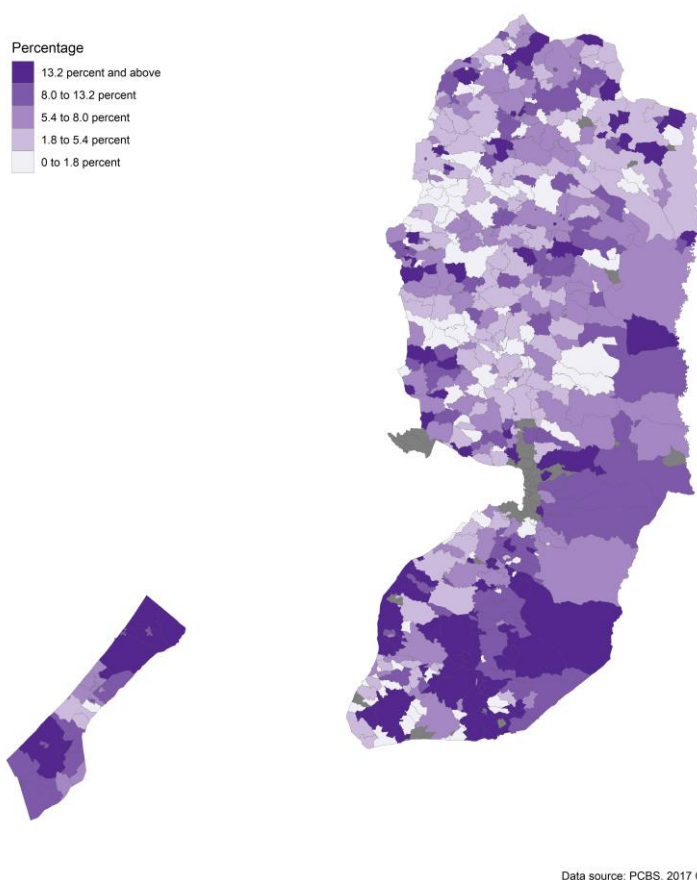 Percentage
13.2 percent and above
8.0 to 13.2 percent
5.4 to 8.0 percent
1.8 to 5.4 percent
0 to 1.8 percent
Data source: PCBS, 2017